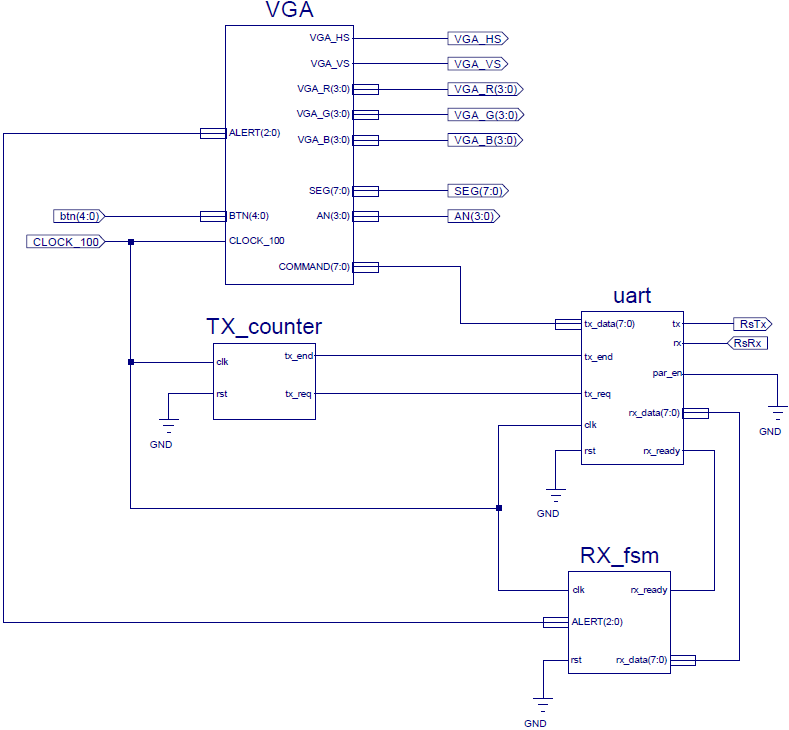 VGA
VGA_HS
VGA_HS
VGA_VS
VGA_VS
VGA_R(3:0)
VGA_R(3:0)
VGA_G(3:0)
VGA_G(3:0)
ALERT(2:0)
VGA_B(3:0)
VGA_B(3:0)
SEG(7:0)
SEG(7:0)
btn(4:0)
BTN(4:0)
AN(3:0)
AN(3:0)
CLOCK_100
CLOCK_100
COMMAND(7:0)
uart
TX_counter
tx_data(7:0)
tx
RsTx
rx
RsRx
clk
tx_end
tx_end
par_en
rst
tx_req
tx_req
rx_data(7:0)
clk
GND
GND
rst
rx_ready
GND
RX_fsm
clk
rx_ready
ALERT(2:0)
rst
rx_data(7:0)
GND